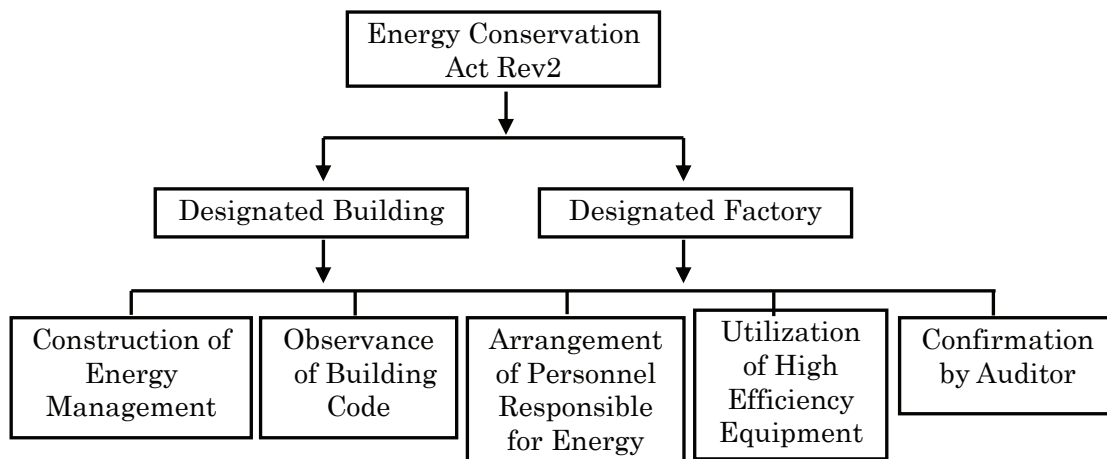 Energy Conservation
Act Rev2
Designated Building
Designated Factory
Construction of
Energy
Management
Observance
of Building
Code
Arrangement
of Personnel
Responsible
for Energy
Utilization
of High
Efficiency
Equipment
Confirmation
by Auditor